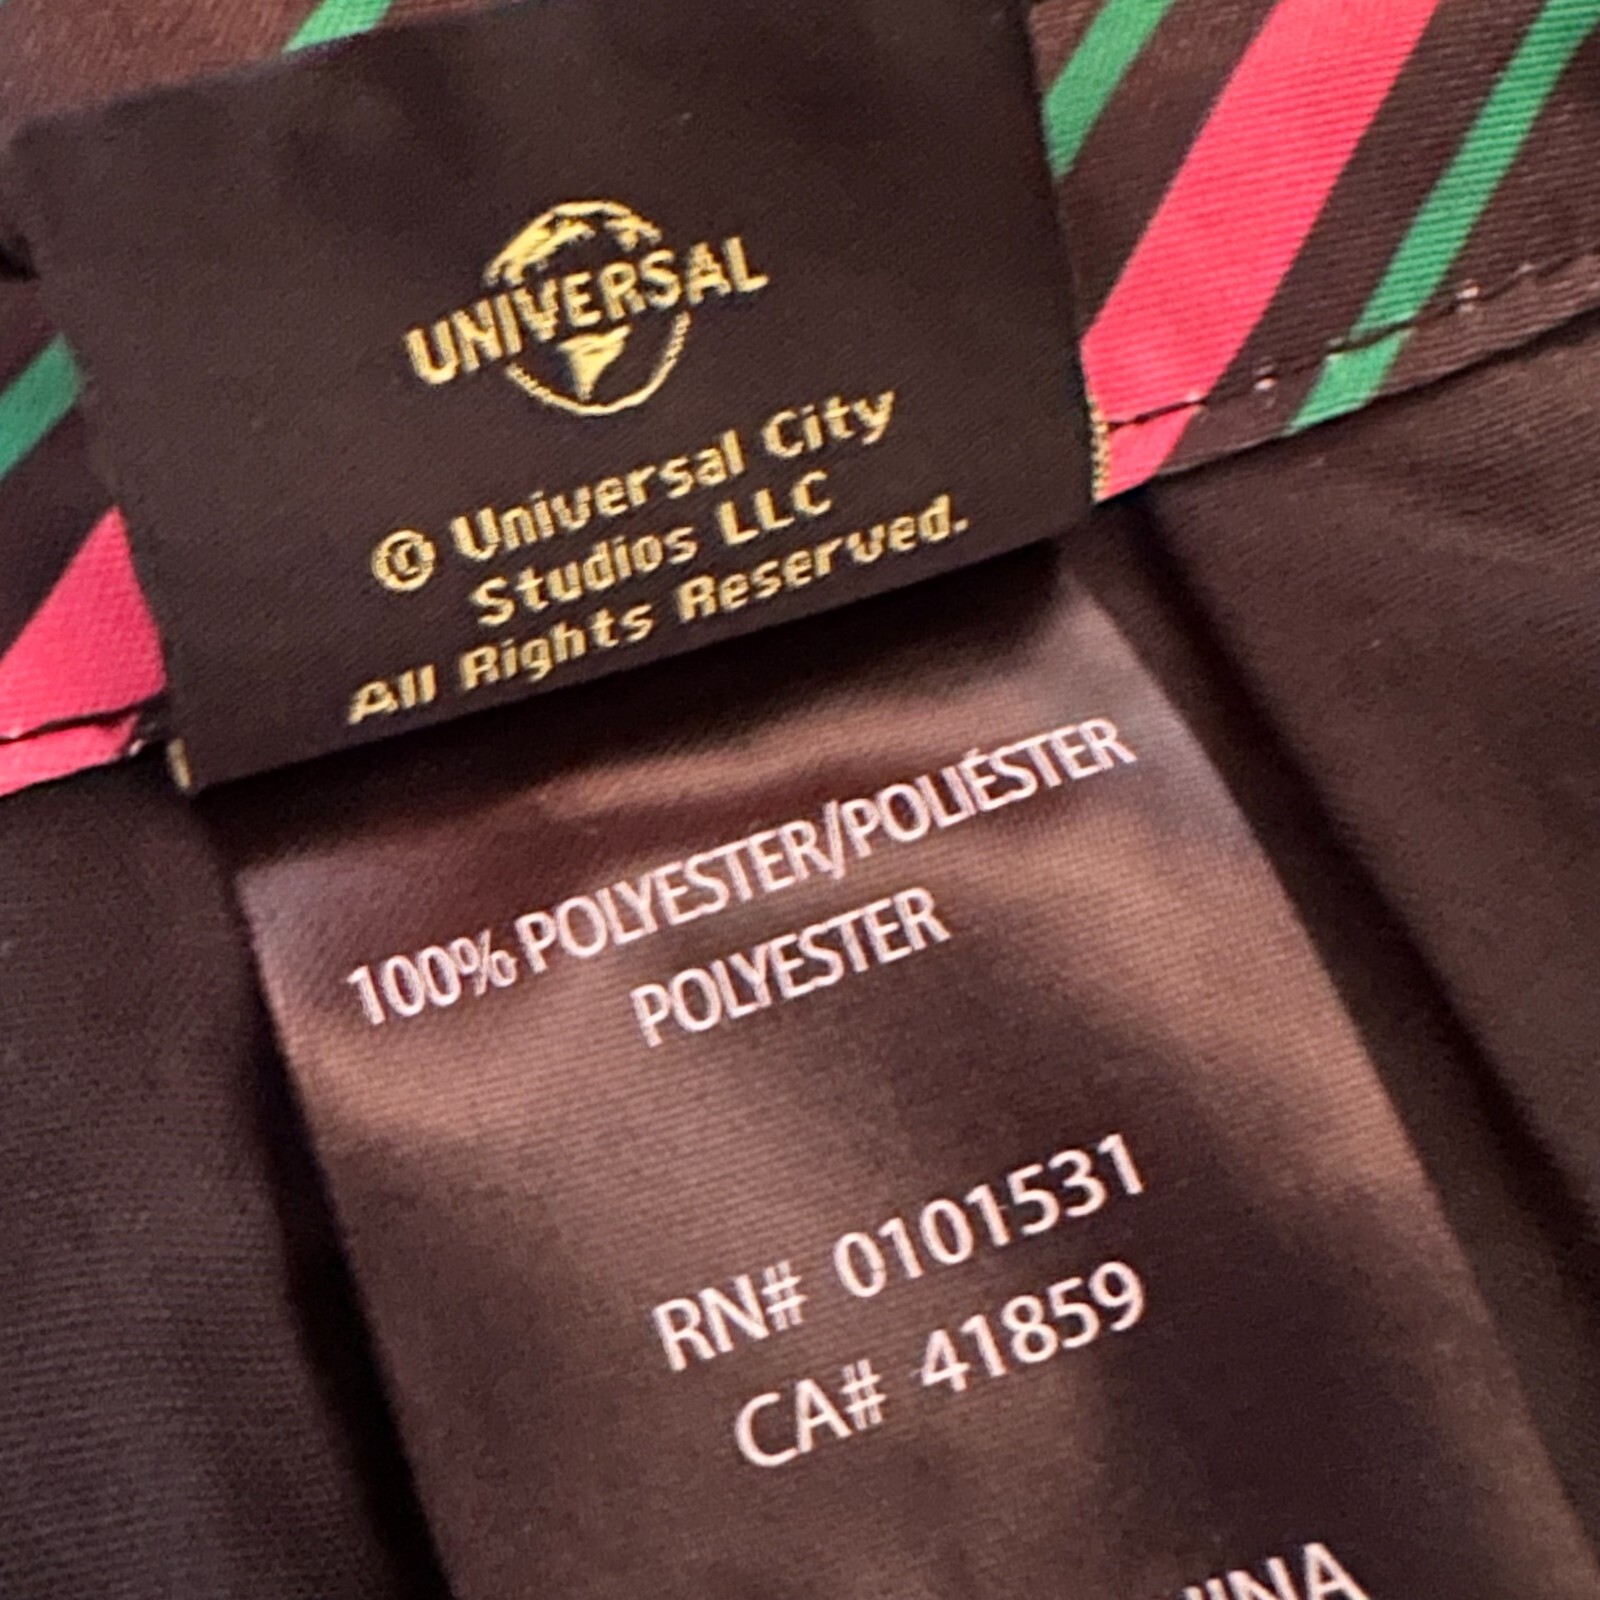 UNIVERSAL
© Universal City
Studios LLC
All Rights Reserved.
100% POLYESTER/POLIÉSTER
POLYESTER
RN# 0101531
CA# 41859